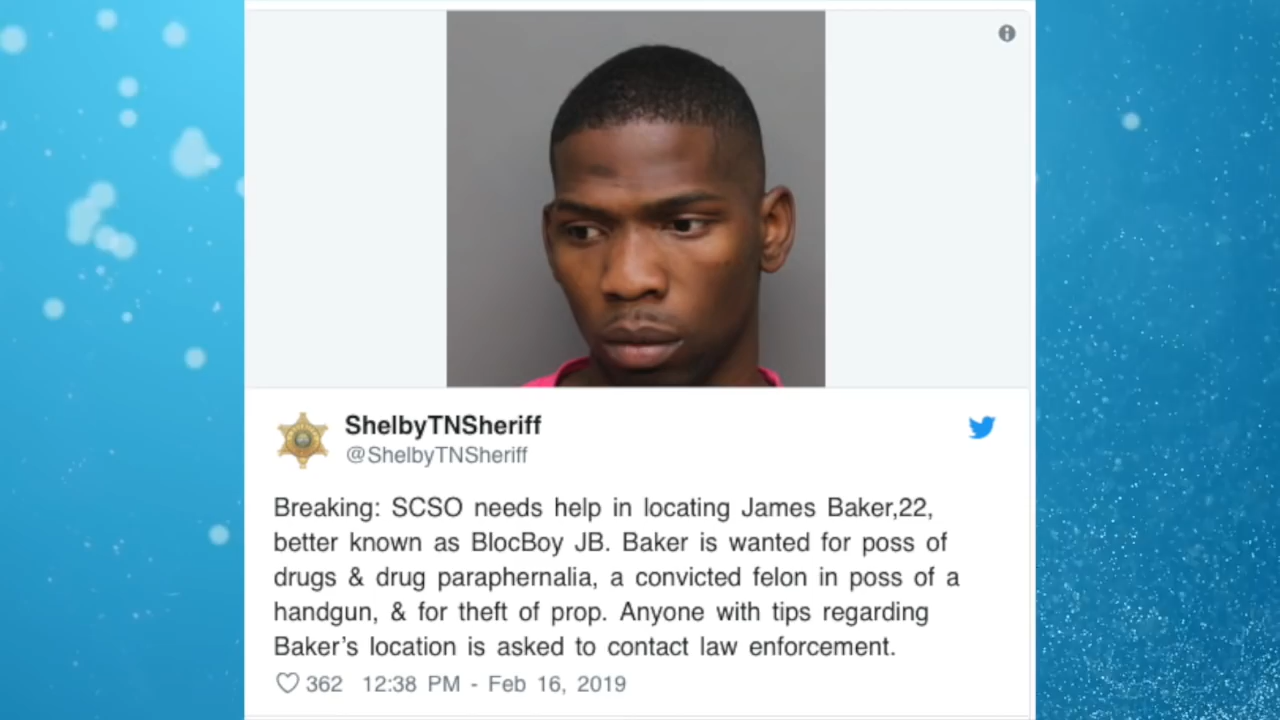 ShelbyTNSheriff
@ShelbyTNSheriff
Breaking: SCSO needs help in locating James Baker,22,
better known as BlocBoy JB. Baker is wanted for poss of
drugs & drug paraphernalia, a convicted felon in poss of a
handgun, & for theft of prop. Anyone with tips regarding
Baker's location is asked to contact law enforcement.
362 12:38 PM - Feb 16, 2019